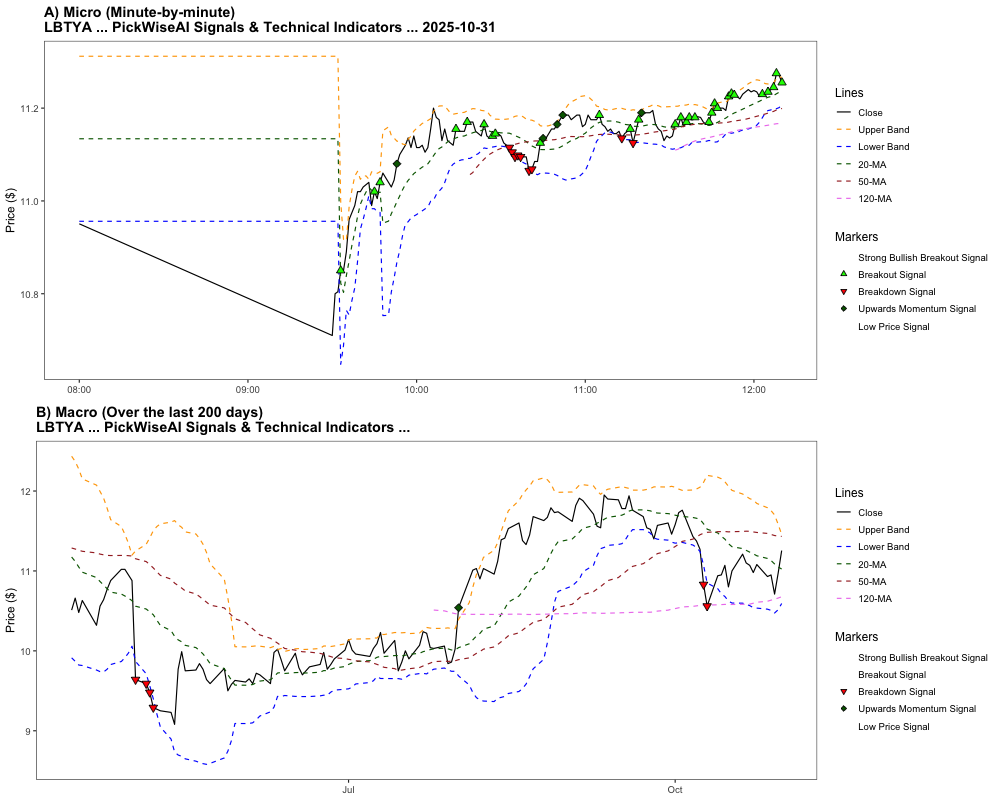 A) Micro (Minute-by-minute)
LBTYA ... PickWiseAI Signals & Technical Indicators ... 2025-10-31
Price ($)
11.2
11.0
10.8
08:00
09:00
10:00
11:00
12:00
Lines
Close
Upper Band
Lower Band
20-MA
50-MA
120-MA
Markers
Strong Bullish Breakout Signal
Breakout Signal
Breakdown Signal
Upwards Momentum Signal
Low Price Signal
B) Macro (Over the last 200 days)
LBTYA ... PickWiseAI Signals & Technical Indicators ...
Price ($)
12
11
10
9
Jul
Oct
Lines
Close
Upper Band
Lower Band
20-MA
50-MA
120-MA
Markers
Strong Bullish Breakout Signal
Breakout Signal
Breakdown Signal
Upwards Momentum Signal
Low Price Signal